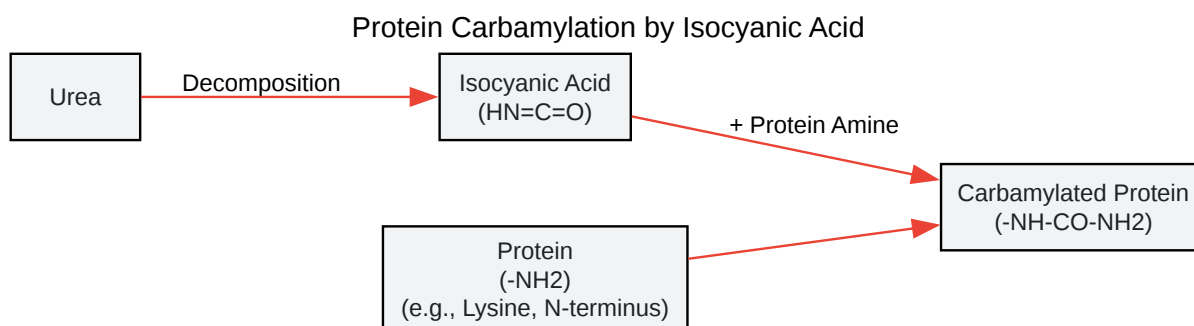 Protein Carbamylation by Isocyanic Acid
Urea
Decomposition
Isocyanic Acid
(HN=C=O)
+ Protein Amine
Carbamylated Protein
(-NH-CO-NH2)
Protein
(-NH2)
(e.g., Lysine, N-terminus)